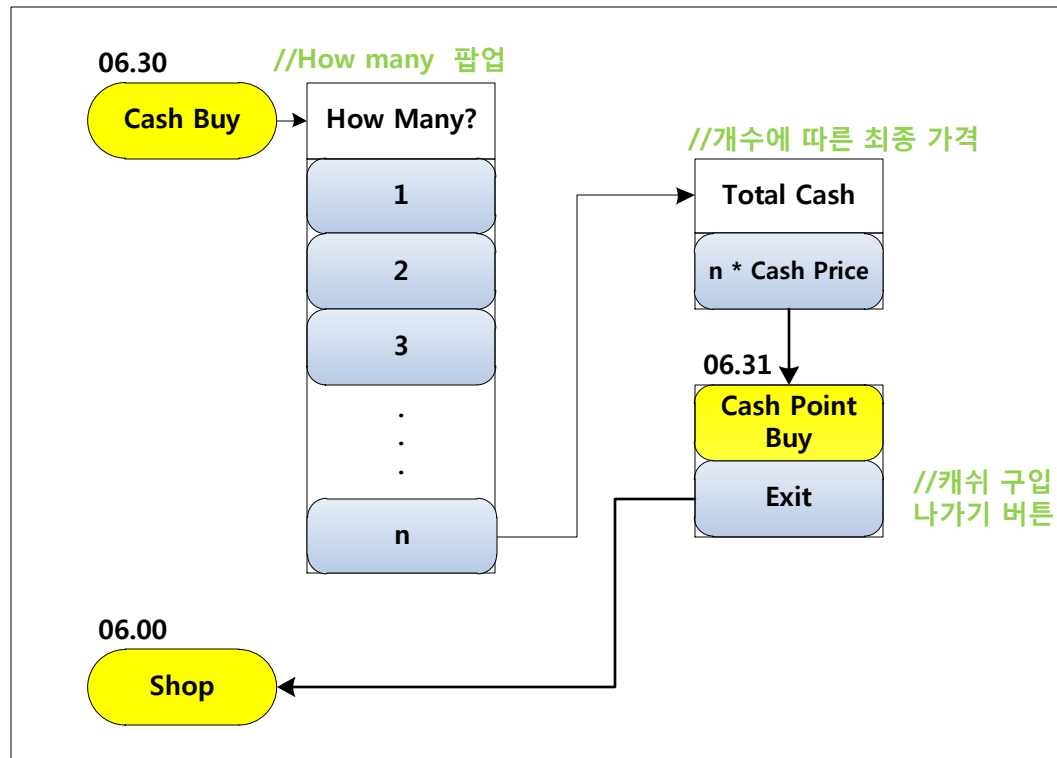 06.30
Cash Buy
//How many 팝업
How Many?
1
2
3
.
.
.
n
//개수에 따른 최종 가격
Total Cash
n * Cash Price
06.31
Cash Point
Buy
Exit
//캐쉬 구입
나가기 버튼
06.00
Shop